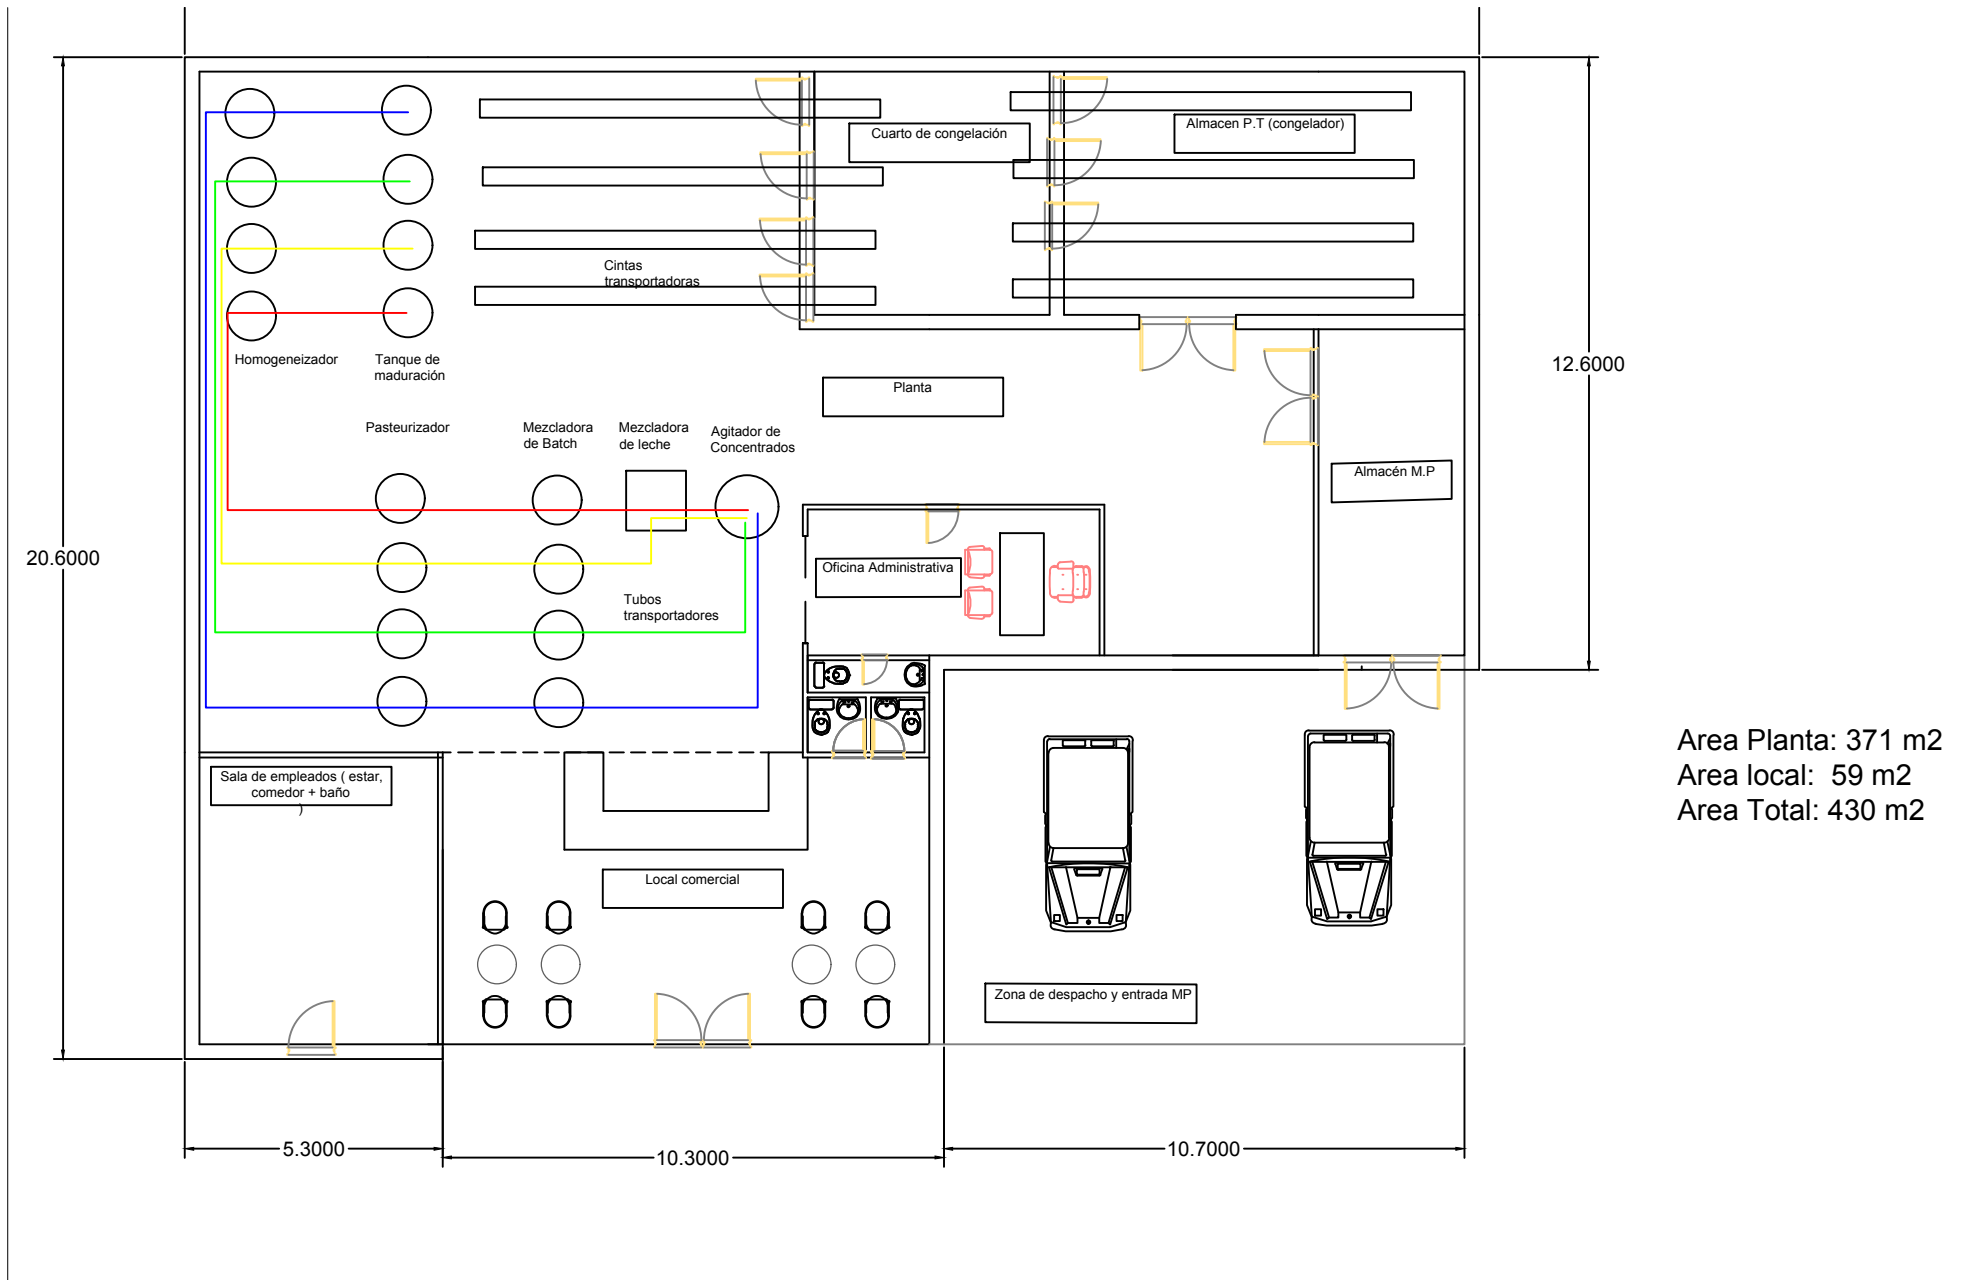 Cuarto de congelación
Almacen P.T (congelador)
Cintas
transportadoras
Homogeneizador
Tanque de
maduración
12.6000
Planta
Pasteurizador
Mezcladora
de Batch
Mezcladora
de leche
Agitador de
Concentrados
Almacén M.P
20.6000
Oficina Administrativa
Tubos
transportadores
Area Planta: 371 m2
Area local:  59 m2
Area Total: 430 m2
Sala de empleados ( estar,
comedor + baño
)
Local comercial
Zona de despacho y entrada MP
5.3000
10.3000
10.7000